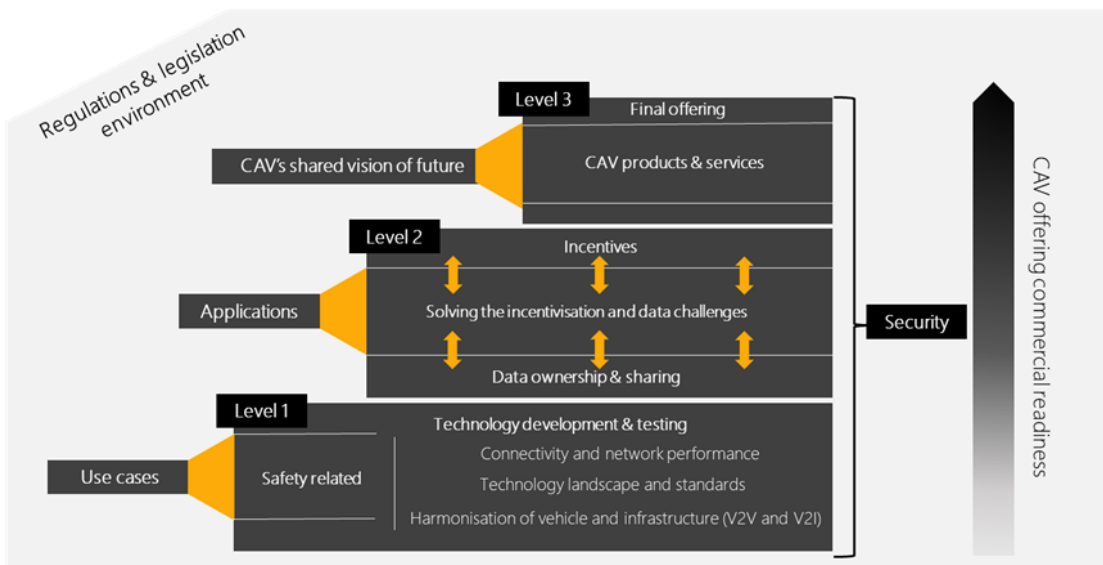 Regulations & legislation
environment
Level 3
Final offering
CAV's shared vision of future
CAV products & services
Level 2
Incentives
Applications
Solving the incentivisation and data challenges
Data ownership & sharing
Security
CAV offering commercial readiness
Level 1
Technology development & testing
Use cases
Safety related
Connectivity and network performance
Technology landscape and standards
Harmonisation of vehicle and infrastructure (V2V and V2I)